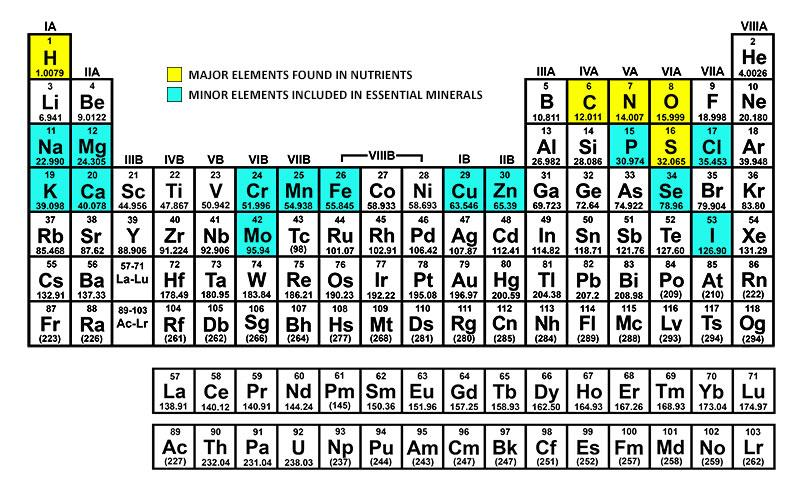 IA VIIIA
1 2
H He
1.0079 IIA MAJOR ELEMENTS FOUND IN NUTRIENTS IIIA IVA VA VIA VIIA 4.0026
3 4 MINOR ELEMENTS INCLUDED IN ESSENTIAL MINERALS 5 6 7 8 9 10
Li Be B C N O F Ne
6.941 9.0122 10.811 12.011 14.007 15.999 18.998 20.180
11 12 13 14 15 16 17 18
Na Mg Al Si P S Cl Ar
22.990 24.305 IIIB IVB VB VIB VIIB VIIIB IB IIB 26.982 28.086 30.974 32.065 35.453 39.948
19 20 21 22 23 24 25 26 27 28 29 30 31 32 33 34 35 36
K Ca Sc Ti V Cr Mn Fe Co Ni Cu Zn Ga Ge As Se Br Kr
39.098 40.078 44.956 47.867 50.942 51.996 54.938 55.845 58.933 58.693 63.546 65.39 69.723 72.64 74.922 78.96 79.904 83.80
37 38 39 40 41 42 43 44 45 46 47 48 49 50 51 52 53 54
Rb Sr Y Zr Nb Mo Tc Ru Rh Pd Ag Cd In Sn Sb Te I Xe
85.468 87.62 88.906 91.224 92.906 95.94 (98) 101.07 102.91 106.42 107.87 112.41 114.82 118.71 121.76 127.60 126.90 131.29
55 56 57-71 72 73 74 75 76 77 78 79 80 81 82 83 84 85 86
Cs Ba La-Lu Hf Ta W Re Os Ir Pt Au Hg Tl Pb Bi Po At Rn
132.91 137.33 178.49 180.95 183.84 186.21 190.23 192.22 195.08 196.97 200.59 204.38 207.2 208.98 (209) (210) (222)
87 88 89-103 104 105 106 107 108 109 110 111 112 113 114 115 116 117 118
Fr Ra Ac-Lr Rf Db Sg Bh Hs Mt Ds Rg Cn Nh Fl Mc Lv Ts Og
(223) (226) (261) (262) (266) (264) (277) (268) (281) (280) (285) (284) (289) (288) (293) (294) (294)
57 58 59 60 61 62 63 64 65 66 67 68 69 70 71
La Ce Pr Nd Pm Sm Eu Gd Tb Dy Ho Er Tm Yb Lu
138.91 140.12 140.91 144.24 (145) 150.36 151.96 157.25 158.93 162.50 164.93 167.26 168.93 173.04 174.97
89 90 91 92 93 94 95 96 97 98 99 100 101 102 103
Ac Th Pa U Np Pu Am Cm Bk Cf Es Fm Md No Lr
(227) 232.04 231.04 238.03 (237) (244) (243) (247) (247) (251) (252) (257) (258) (259) (262)